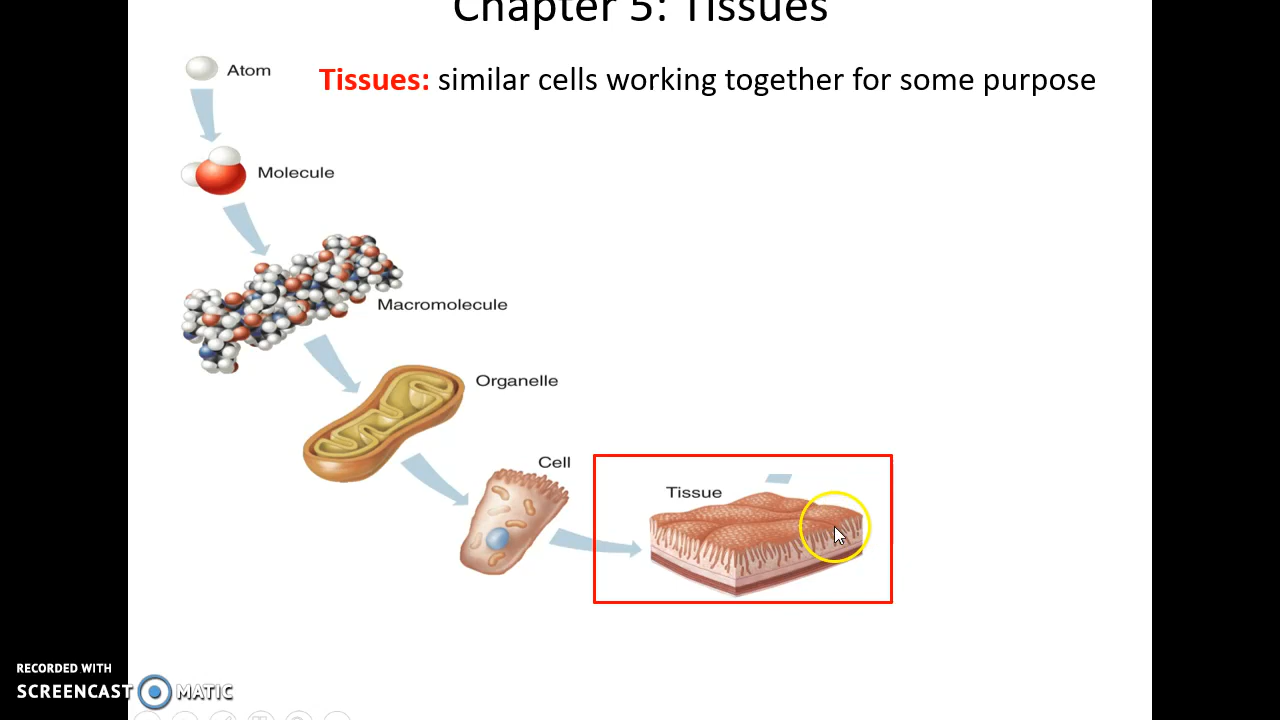 Chapter 5: Tissues
Atom
Tissues: similar cells working together for some purpose
Molecule
Macromolecule
Organelle
Cell
Tissue
RECORDED WITH
SCREENCAST MATIC